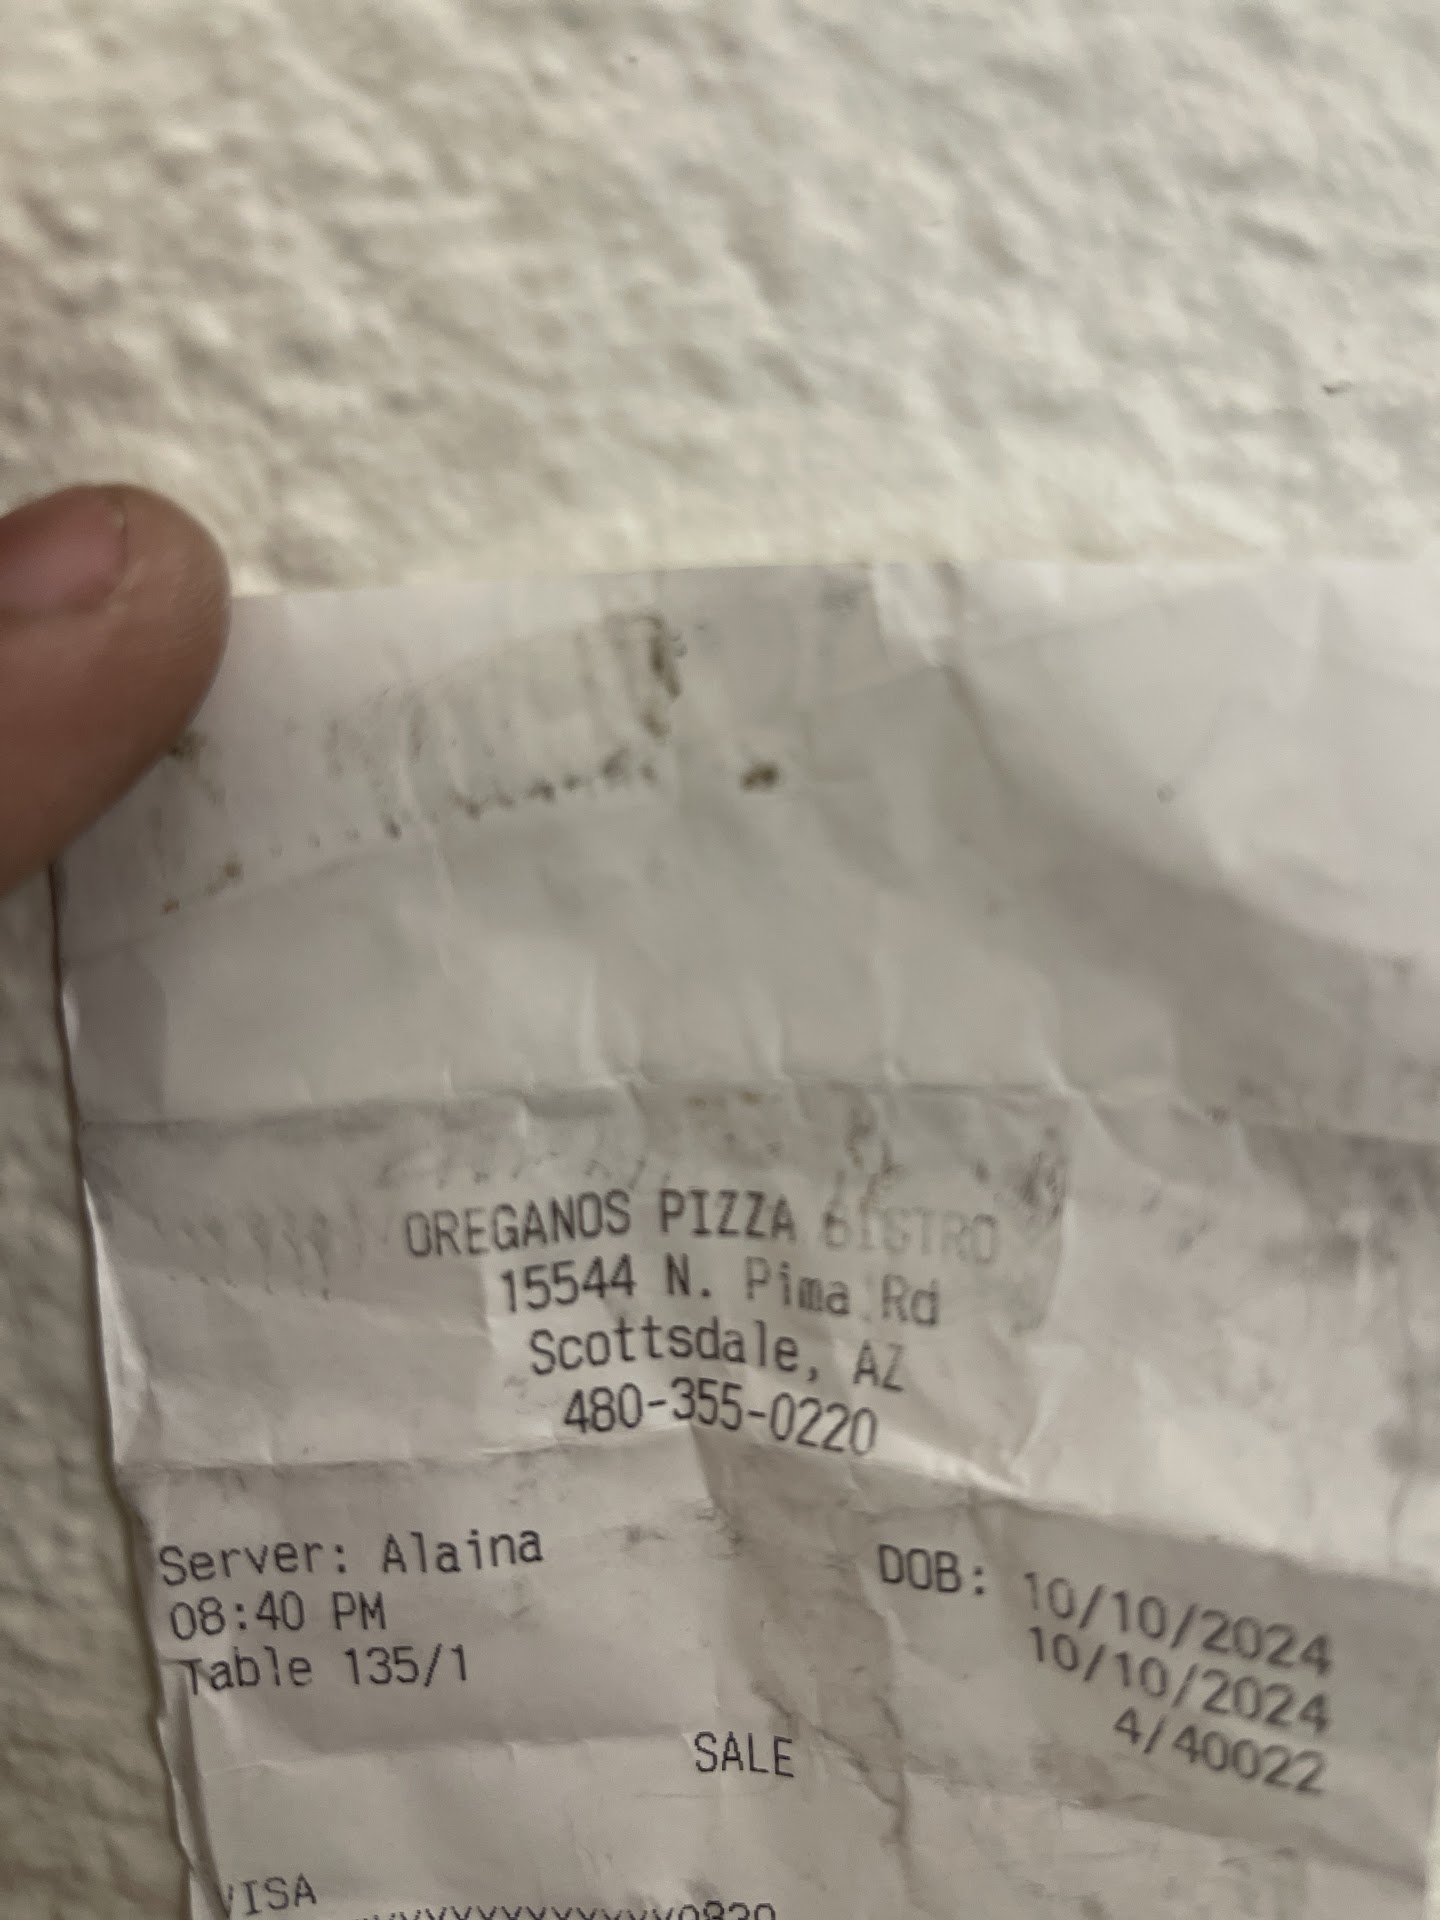 OREGANOS PIZZA BISTRO
15544 N. Pima Rd
Scottsdale, AZ
480-355-0220
Server: Alaina DOB: 10/10/2024
08:40 PM 10/10/2024
Table 135/1 4/40022
SALE
VISA